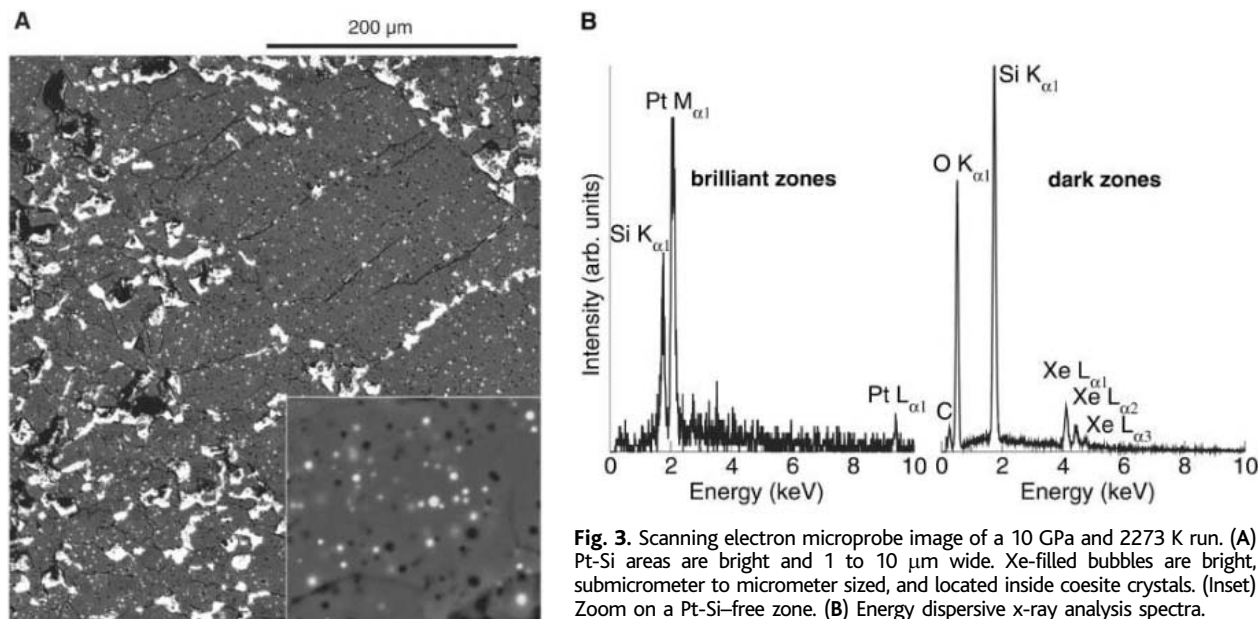 A
200 μm
B
Si Kα1
Pt Mα1
O Kα1
brilliant zones
dark zones
Si Kα1
Xe Lα1
Xe Lα2
Xe Lα3
Pt Lα1
C
Intensity (arb. units)
0 2 4 6 8 10
0 2 4 6 8 10
Energy (keV)
Energy (keV)
Fig. 3. Scanning electron microprobe image of a 10 GPa and 2273 K run. (A)
Pt-Si areas are bright and 1 to 10 μm wide. Xe-filled bubbles are bright,
submicrometer to micrometer sized, and located inside coesite crystals. (Inset)
Zoom on a Pt-Si–free zone. (B) Energy dispersive x-ray analysis spectra.